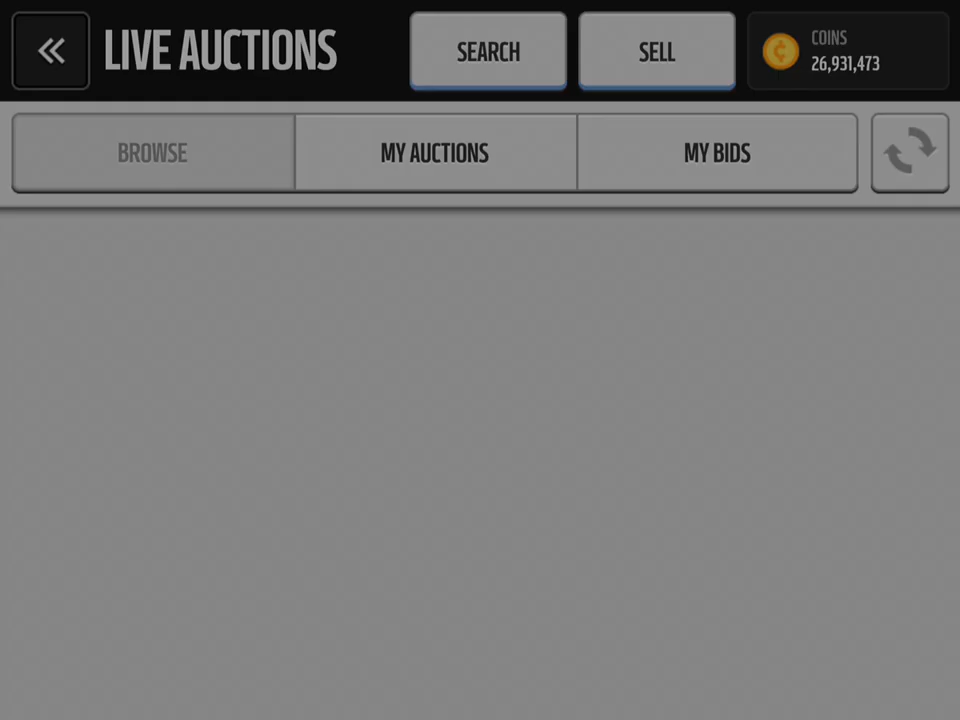 LIVE AUCTIONS
SEARCH
SELL
COINS
26,931,473
BROWSE
MY AUCTIONS
MY BIDS